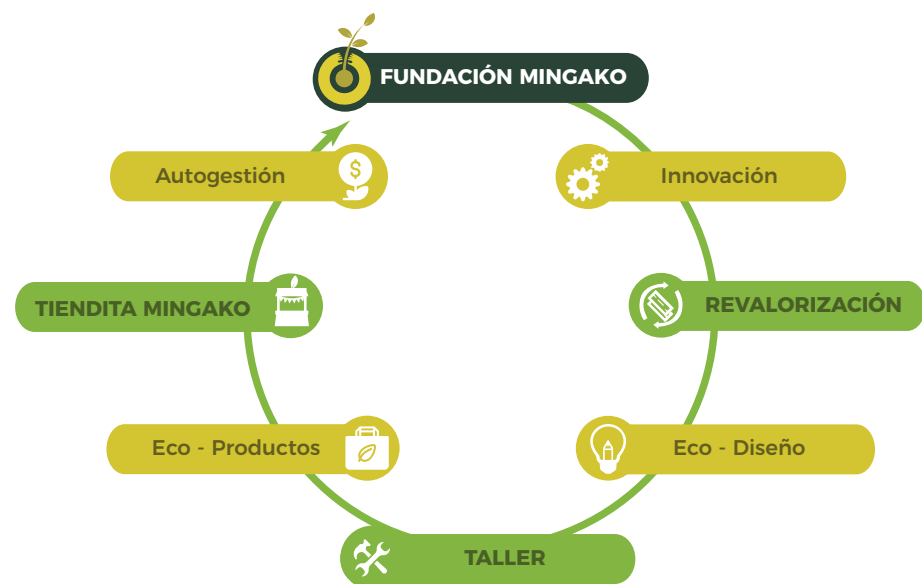 FUNDACIÓN MINGAKO
Autogestión
Innovación
TIENDITA MINGAKO
REVALORIZACIÓN
Eco - Productos
Eco - Diseño
TALLER
$